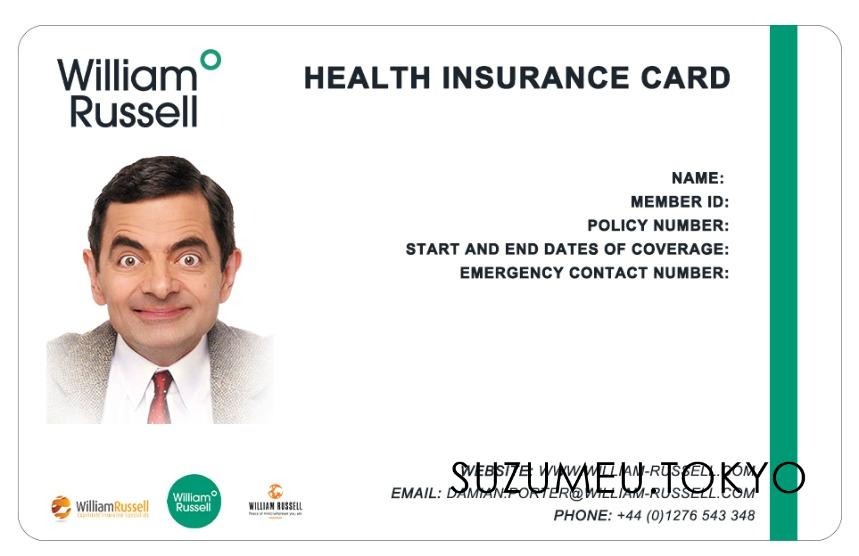 William
Russell
HEALTH INSURANCE CARD
NAME:
MEMBER ID:
POLICY NUMBER:
START AND END DATES OF COVERAGE:
EMERGENCY CONTACT NUMBER:
WEBSITE: WWW.WILLIAM-RUSSELL.COM
SUZUMEU.TOKYO
EMAIL: DAMIAN.PORTER@WILLIAM-RUSSELL.COM
PHONE: +44 (0)1276 543 348
WilliamRussell
William
Russell
WILLIAM RUSSELL